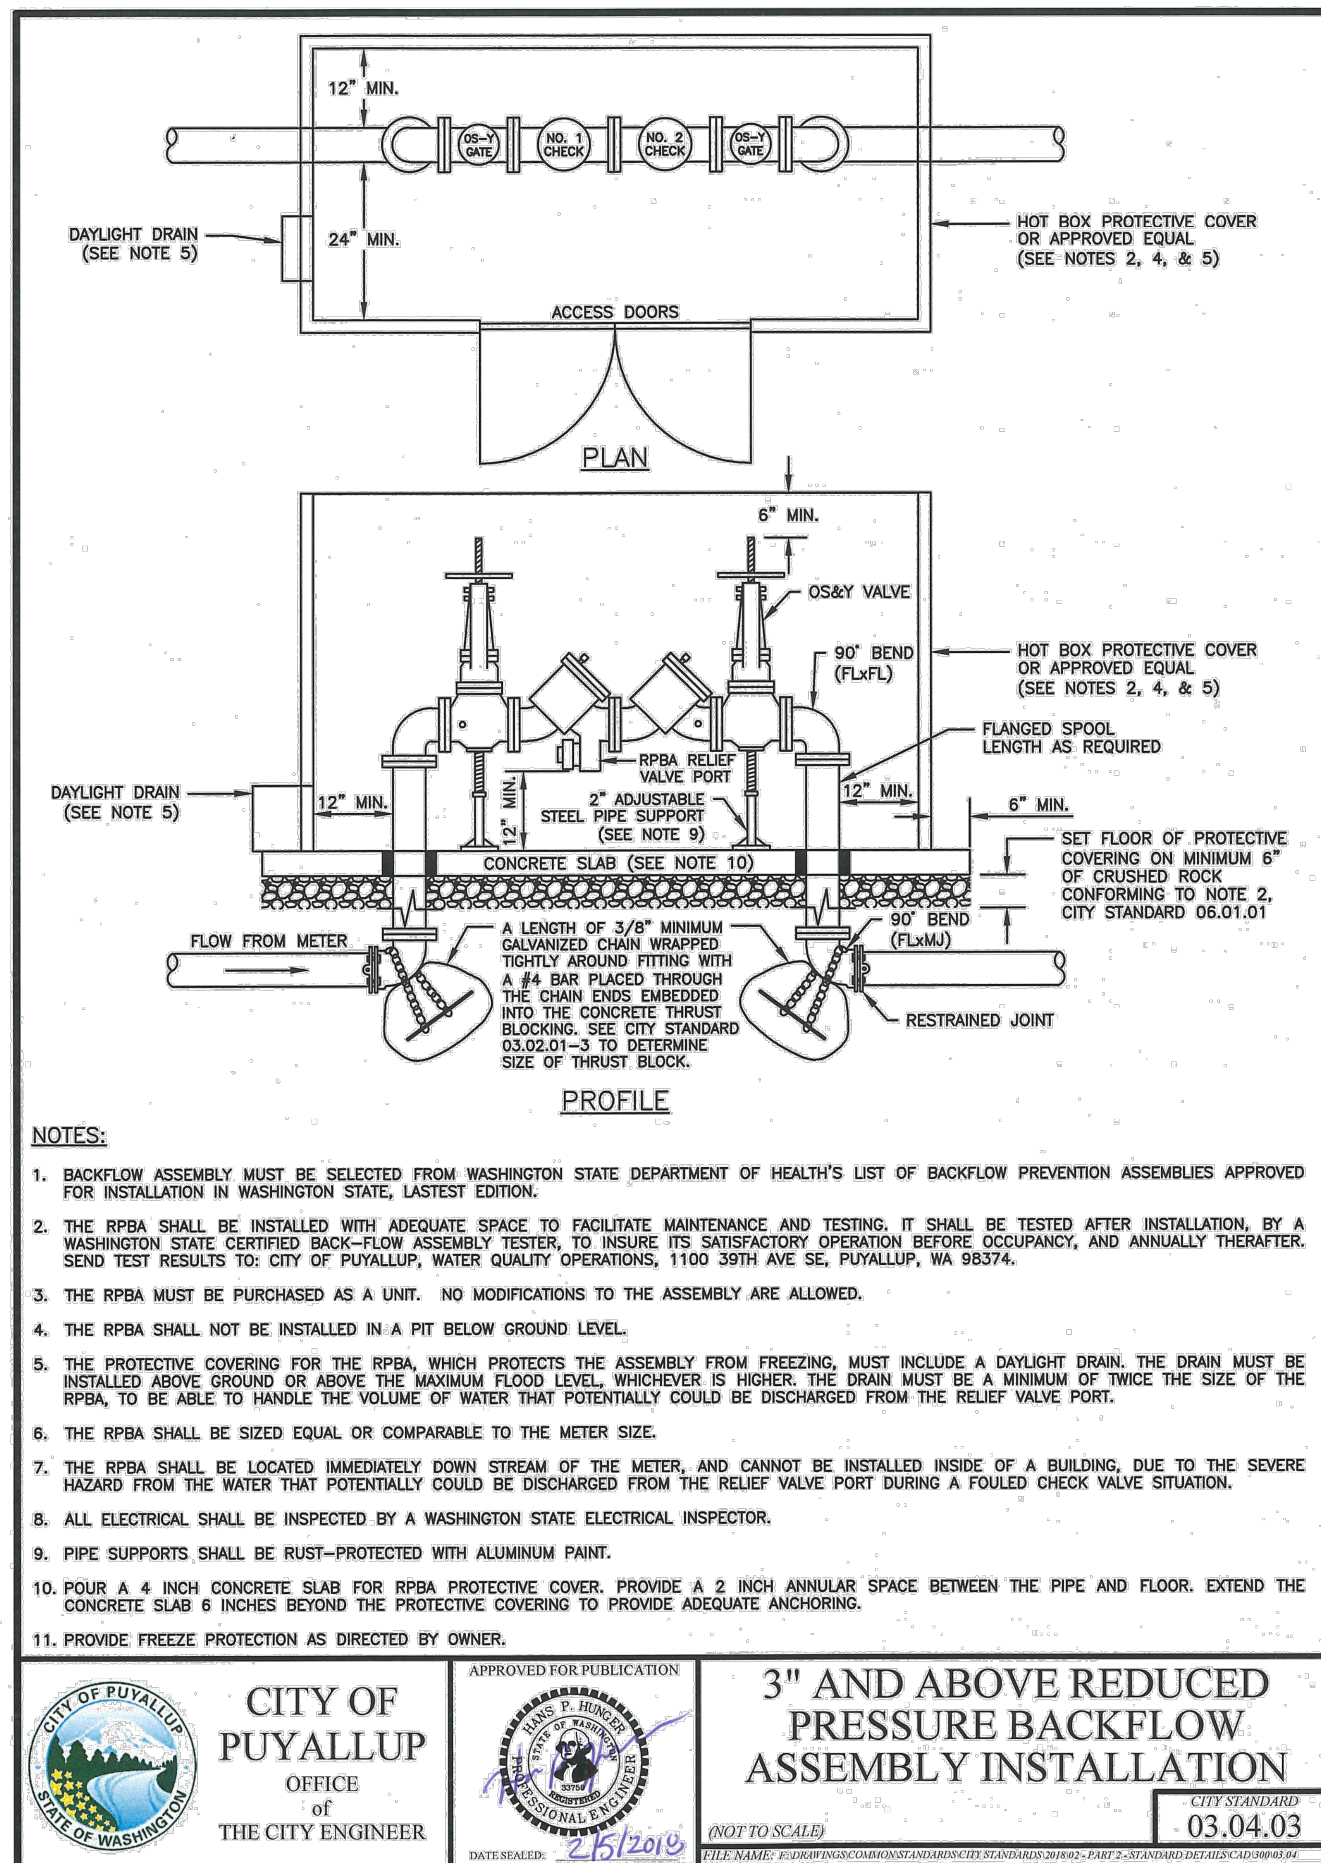 12" MIN.
OS-Y
GATE
NO. 1
CHECK
NO. 2
CHECK
OS-Y
GATE
24" MIN.
DAYLIGHT DRAIN
(SEE NOTE 5)
HOT BOX PROTECTIVE COVER
OR APPROVED EQUAL
(SEE NOTES 2, 4, & 5)
ACCESS DOORS
PLAN
6" MIN.
OS&Y VALVE
90° BEND
(FLxFL)
HOT BOX PROTECTIVE COVER
OR APPROVED EQUAL
(SEE NOTES 2, 4, & 5)
FLANGED SPOOL
LENGTH AS REQUIRED
RPBA RELIEF
VALVE PORT
DAYLIGHT DRAIN
(SEE NOTE 5)
12" MIN.
12" MIN.
2" ADJUSTABLE
STEEL PIPE SUPPORT
(SEE NOTE 9)
12" MIN.
6" MIN.
CONCRETE SLAB (SEE NOTE 10)
SET FLOOR OF PROTECTIVE
COVERING ON MINIMUM 6"
OF CRUSHED ROCK
CONFORMING TO NOTE 2,
CITY STANDARD 06.01.01
FLOW FROM METER
A LENGTH OF 3/8" MINIMUM
GALVANIZED CHAIN WRAPPED
TIGHTLY AROUND FITTING WITH
A #4 BAR PLACED THROUGH
THE CHAIN ENDS EMBEDDED
INTO THE CONCRETE THRUST
BLOCKING. SEE CITY STANDARD
03.02.01-3 TO DETERMINE
SIZE OF THRUST BLOCK.
90° BEND
(FLxMJ)
RESTRAINED JOINT
PROFILE
NOTES:
1. BACKFLOW ASSEMBLY MUST BE SELECTED FROM WASHINGTON STATE DEPARTMENT OF HEALTH'S LIST OF BACKFLOW PREVENTION ASSEMBLIES APPROVED
FOR INSTALLATION IN WASHINGTON STATE, LASTEST EDITION.
2. THE RPBA SHALL BE INSTALLED WITH ADEQUATE SPACE TO FACILITATE MAINTENANCE AND TESTING. IT SHALL BE TESTED AFTER INSTALLATION, BY A
WASHINGTON STATE CERTIFIED BACK-FLOW ASSEMBLY TESTER, TO INSURE ITS SATISFACTORY OPERATION BEFORE OCCUPANCY, AND ANNUALLY THERAFTER.
SEND TEST RESULTS TO: CITY OF PUYALLUP, WATER QUALITY OPERATIONS, 1100 39TH AVE SE, PUYALLUP, WA 98374.
3. THE RPBA MUST BE PURCHASED AS A UNIT. NO MODIFICATIONS TO THE ASSEMBLY ARE ALLOWED.
4. THE RPBA SHALL NOT BE INSTALLED IN A PIT BELOW GROUND LEVEL.
5. THE PROTECTIVE COVERING FOR THE RPBA, WHICH PROTECTS THE ASSEMBLY FROM FREEZING, MUST INCLUDE A DAYLIGHT DRAIN. THE DRAIN MUST BE
INSTALLED ABOVE GROUND OR ABOVE THE MAXIMUM FLOOD LEVEL, WHICHEVER IS HIGHER. THE DRAIN MUST BE A MINIMUM OF TWICE THE SIZE OF THE
RPBA, TO BE ABLE TO HANDLE THE VOLUME OF WATER THAT POTENTIALLY COULD BE DISCHARGED FROM THE RELIEF VALVE PORT.
6. THE RPBA SHALL BE SIZED EQUAL OR COMPARABLE TO THE METER SIZE.
7. THE RPBA SHALL BE LOCATED IMMEDIATELY DOWN STREAM OF THE METER, AND CANNOT BE INSTALLED INSIDE OF A BUILDING, DUE TO THE SEVERE
HAZARD FROM THE WATER THAT POTENTIALLY COULD BE DISCHARGED FROM THE RELIEF VALVE PORT DURING A FOULED CHECK VALVE SITUATION.
8. ALL ELECTRICAL SHALL BE INSPECTED BY A WASHINGTON STATE ELECTRICAL INSPECTOR.
9. PIPE SUPPORTS SHALL BE RUST-PROTECTED WITH ALUMINUM PAINT.
10. POUR A 4 INCH CONCRETE SLAB FOR RPBA PROTECTIVE COVER. PROVIDE A 2 INCH ANNULAR SPACE BETWEEN THE PIPE AND FLOOR. EXTEND THE
CONCRETE SLAB 6 INCHES BEYOND THE PROTECTIVE COVERING TO PROVIDE ADEQUATE ANCHORING.
11. PROVIDE FREEZE PROTECTION AS DIRECTED BY OWNER.
CITY OF PUYALLUP
STATE OF WASHINGTON
CITY OF
PUYALLUP
OFFICE
of
THE CITY ENGINEER
APPROVED FOR PUBLICATION
HANS P. HUNGER
STATE OF WASHINGTON
33759
REGISTERED
PROFESSIONAL ENGINEER
DATE SEALED: 2/5/2018
3" AND ABOVE REDUCED
PRESSURE BACKFLOW
ASSEMBLY INSTALLATION
(NOT TO SCALE)
CITY STANDARD
03.04.03
FILE NAME: F:\DRAWINGS\COMMON\STANDARDS\CITY STANDARDS\2018\02 - PART 2 - STANDARD DETAILS\CAD\300\03.04